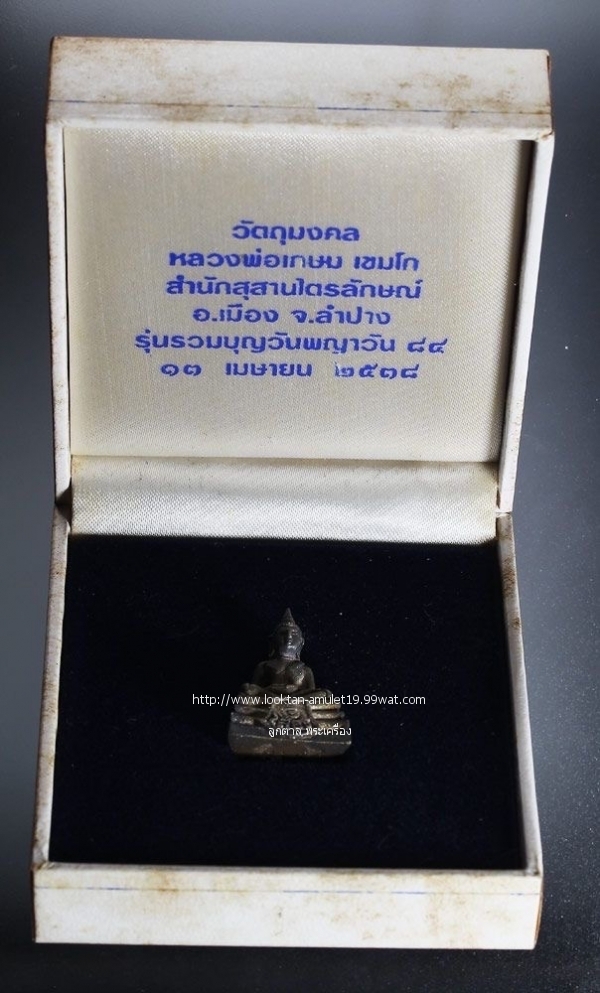 วัตถุมงคล
หลวงพ่อเกษม เขมโก
สำนักสุสานไตรลักษณ์
อ.เมือง จ.ลำปาง
รุ่นรวมบุญวันพญาวัน ๘๔
๑๓ เมษายน ๒๕๓๘
http://www.looktan-amulet19.99wat.com
ลูกตาล พระเครื่อง